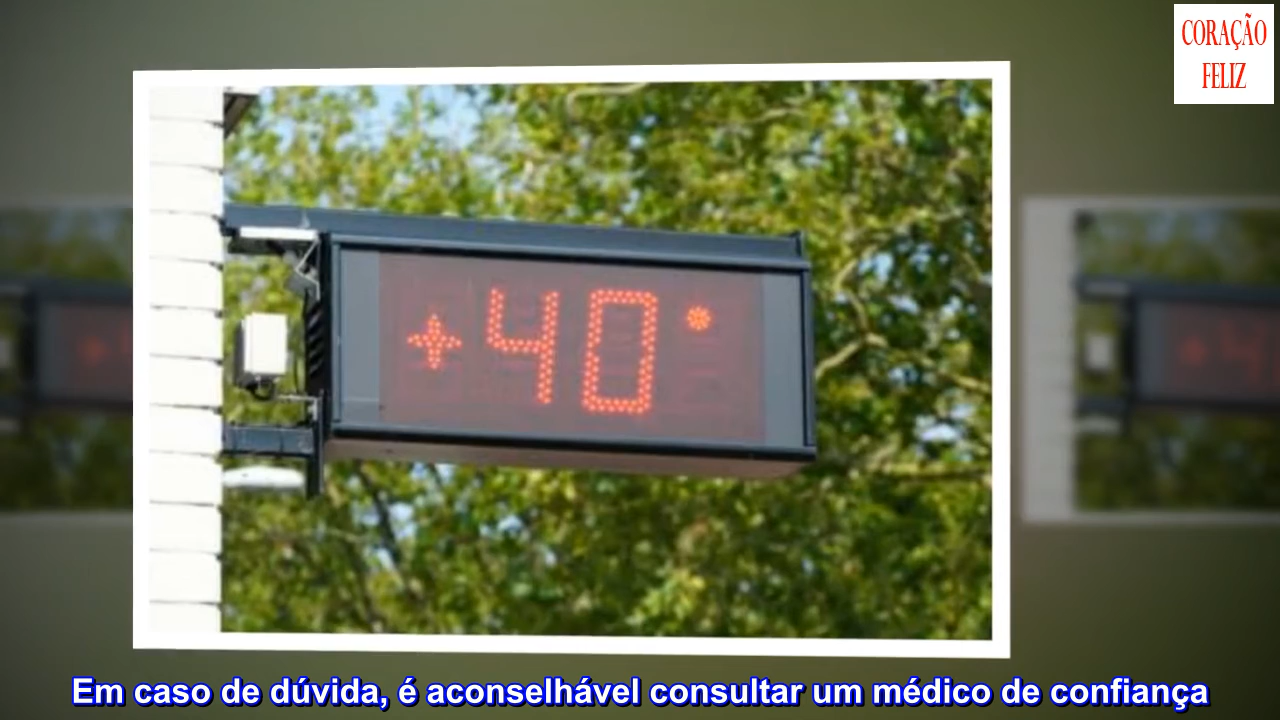 CORAÇÃO
FELIZ
+40°
Em caso de dúvida, é aconselhável consultar um médico de confiança